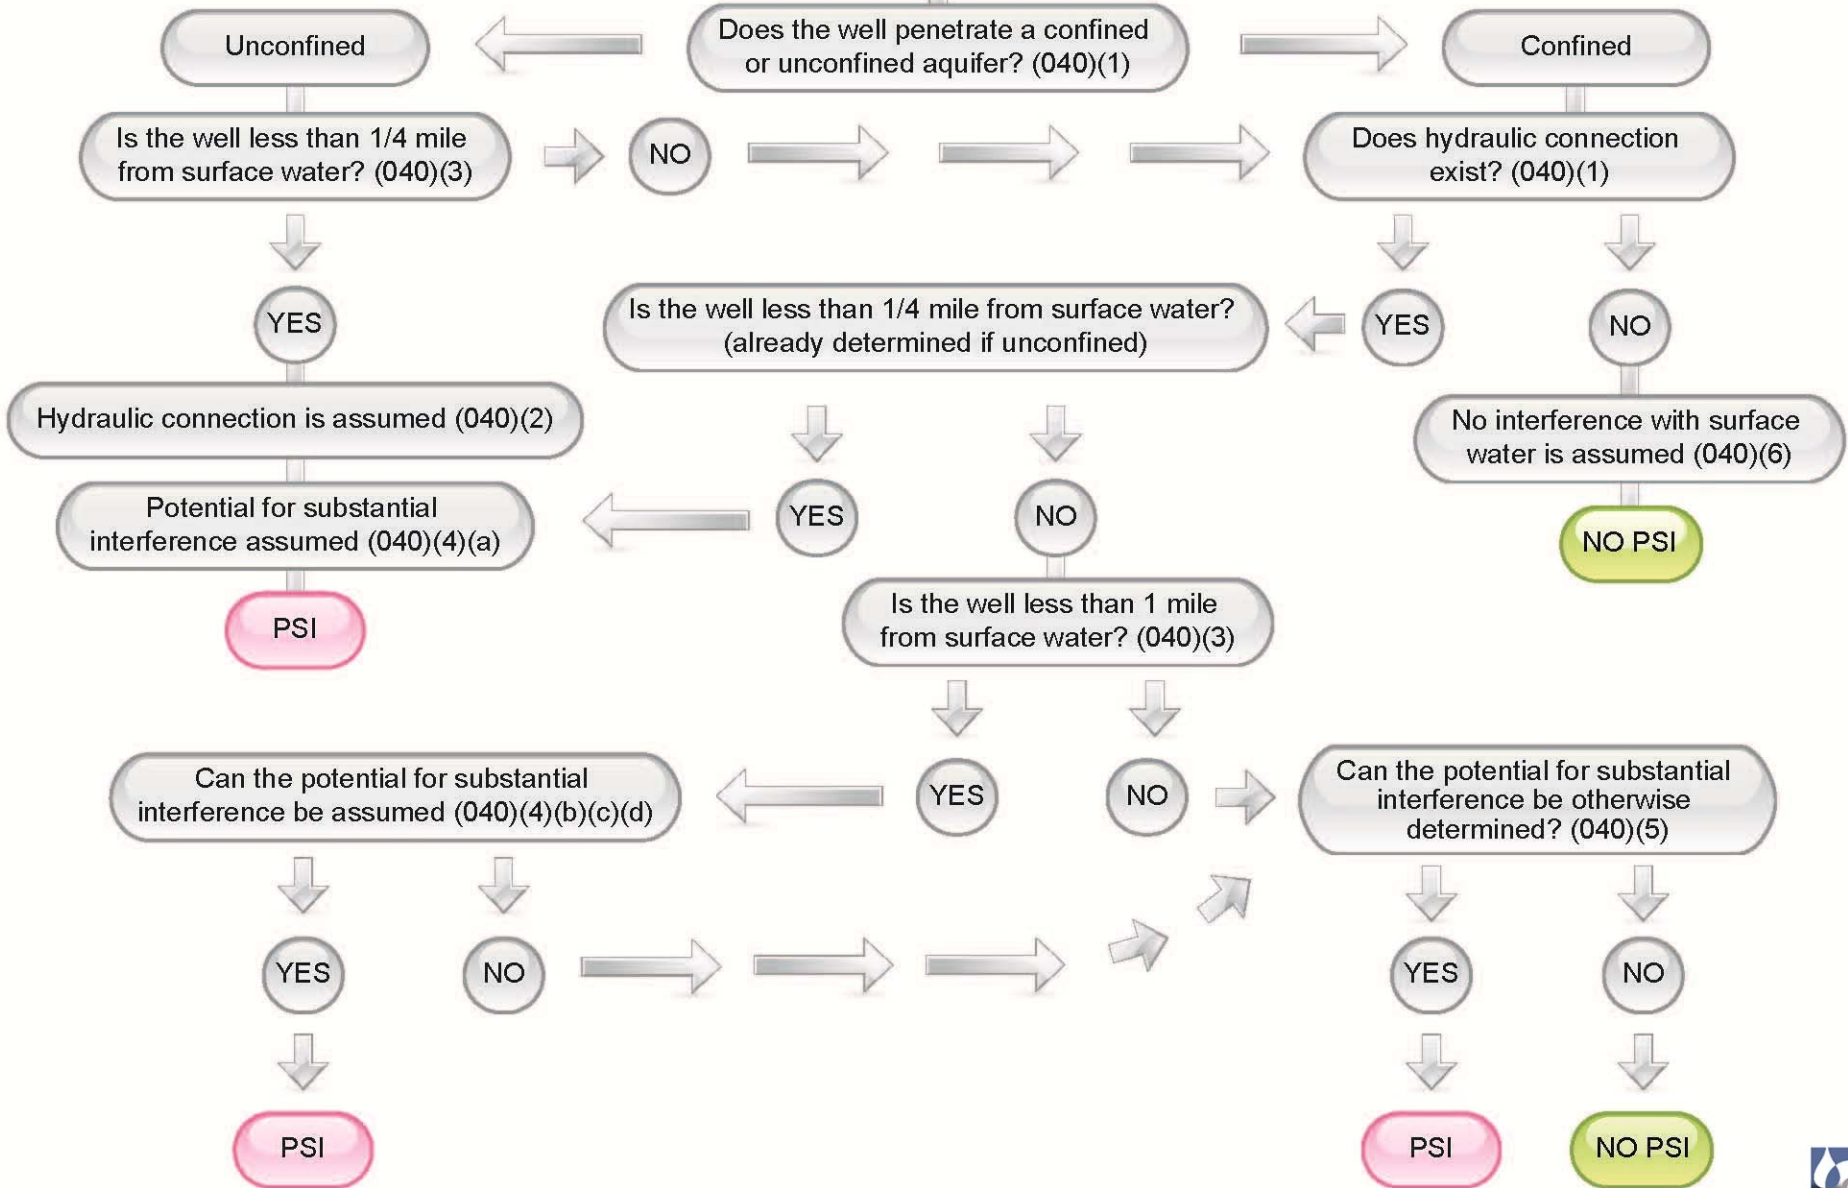 Does the well penetrate a confined
or unconfined aquifer? (040)(1)
Unconfined
Confined
Is the well less than 1/4 mile
from surface water? (040)(3)
NO
Does hydraulic connection
exist? (040)(1)
YES
Is the well less than 1/4 mile from surface water?
(already determined if unconfined)
YES
NO
Hydraulic connection is assumed (040)(2)
No interference with surface
water is assumed (040)(6)
Potential for substantial
interference assumed (040)(4)(a)
YES
NO
NO PSI
PSI
Is the well less than 1 mile
from surface water? (040)(3)
Can the potential for substantial
interference be assumed (040)(4)(b)(c)(d)
YES
NO
Can the potential for substantial
interference be otherwise
determined? (040)(5)
YES
NO
YES
NO
PSI
PSI
NO PSI